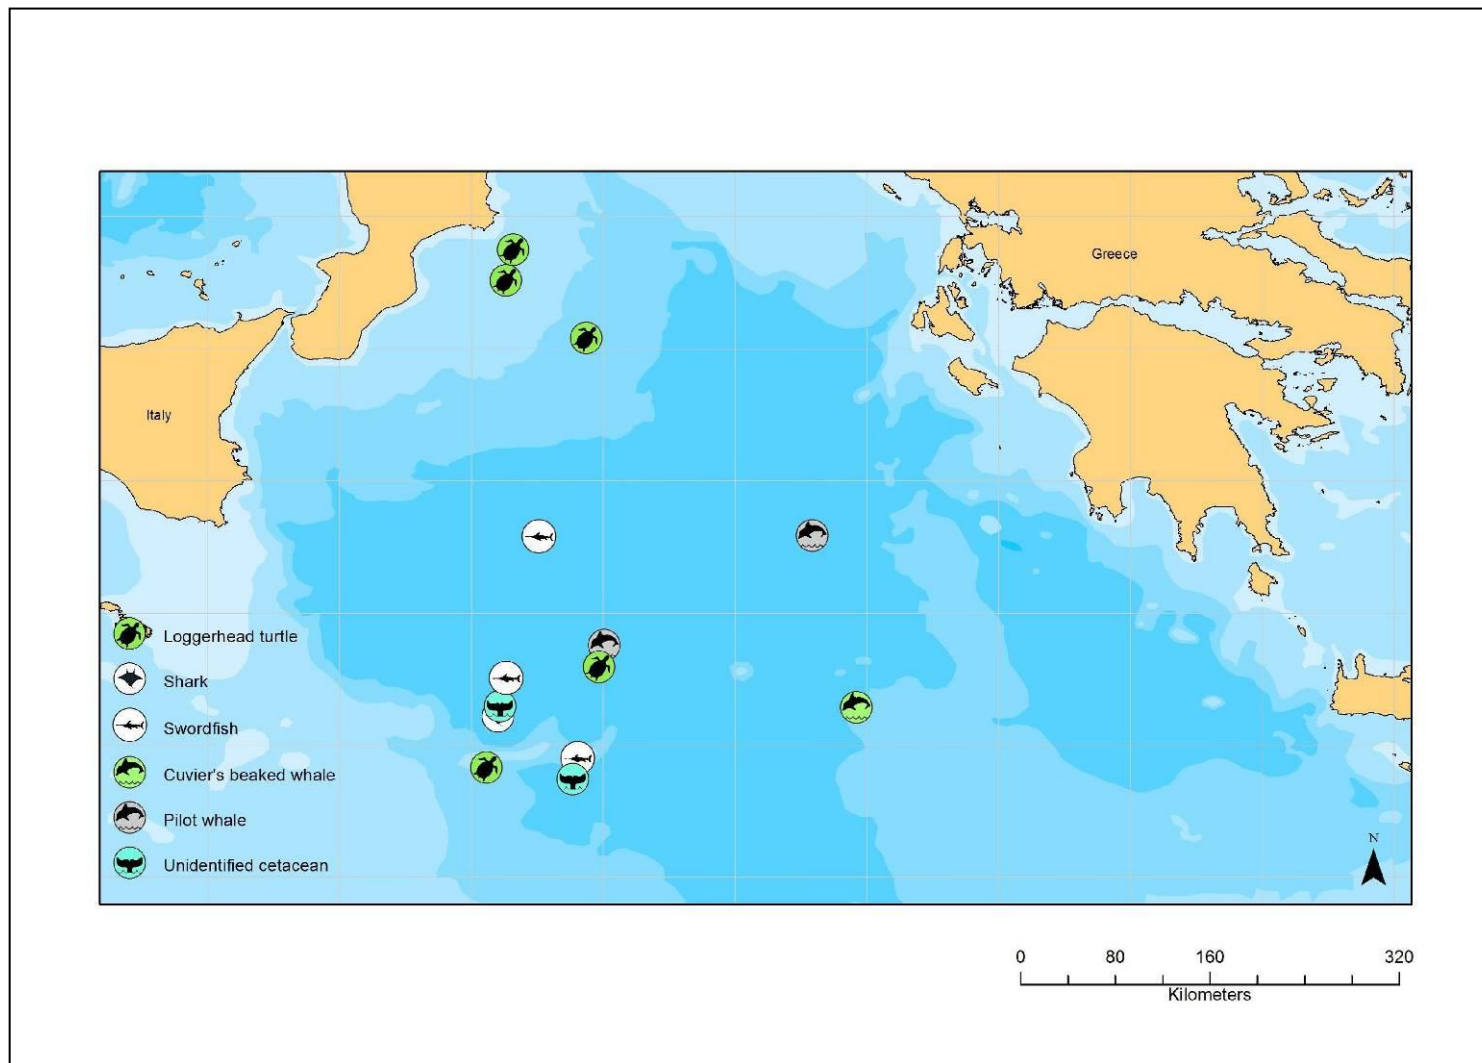 Greece
Italy
Loggerhead turtle
Shark
Swordfish
Cuvier's beaked whale
Pilot whale
Unidentified cetacean
N
0 80 160 320
Kilometers